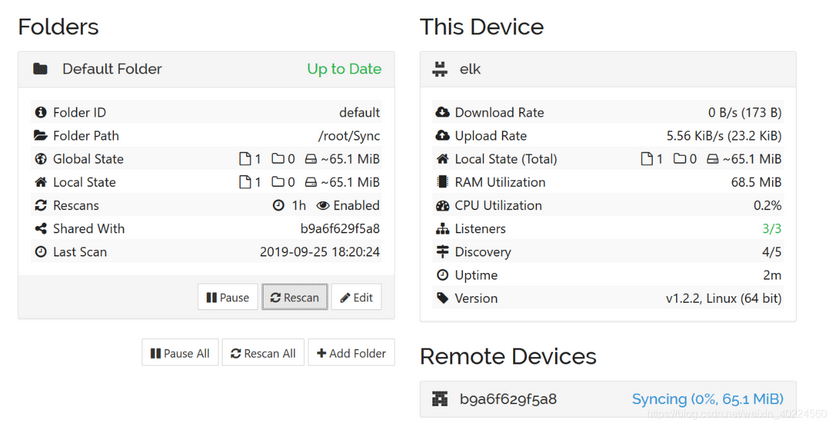 Folders
Default Folder Up to Date
Folder ID default
Folder Path /root/Sync
Global State 1 0 ~65.1 MiB
Local State 1 0 ~65.1 MiB
Rescans 1h Enabled
Shared With b9a6f629f5a8
Last Scan 2019-09-25 18:20:24
Pause Rescan Edit
Pause All Rescan All Add Folder
This Device
elk
Download Rate 0 B/s (173 B)
Upload Rate 5.56 KiB/s (23.2 KiB)
Local State (Total) 1 0 ~65.1 MiB
RAM Utilization 68.5 MiB
CPU Utilization 0.2%
Listeners 3/3
Discovery 4/5
Uptime 2m
Version v1.2.2, Linux (64 bit)
Remote Devices
b9a6f629f5a8 Syncing (0%, 65.1 MiB)
https://blog.csdn.net/weixin_40224560